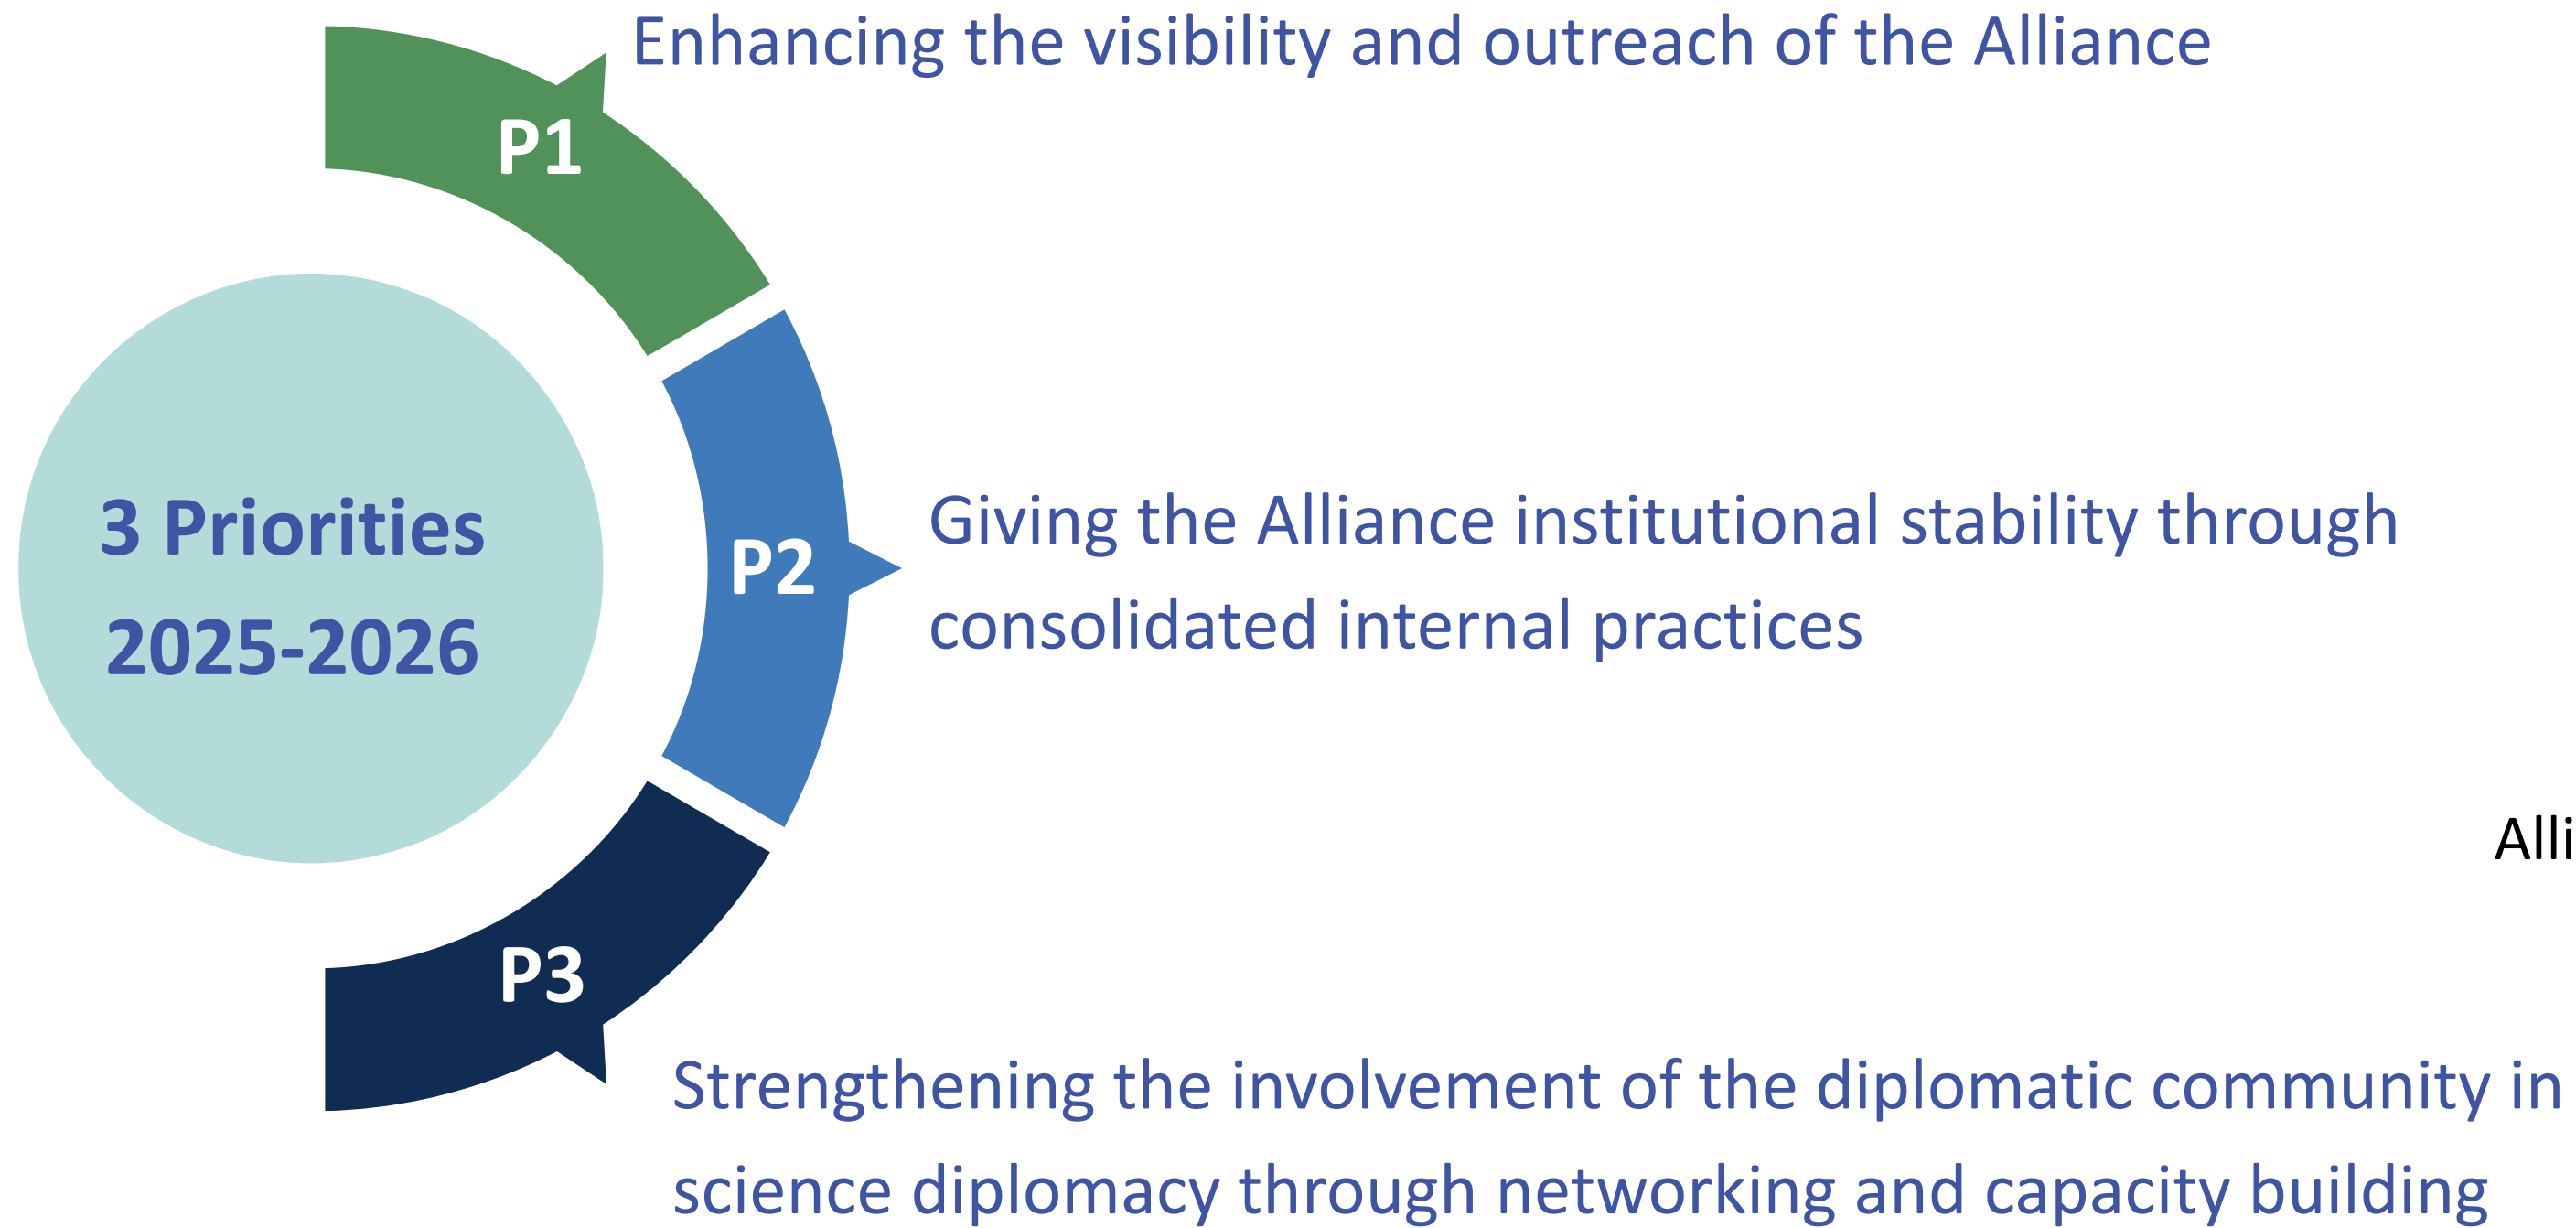 Enhancing the visibility and outreach of the Alliance
P1
3 Priorities
2025-2026
P2
Giving the Alliance institutional stability through
consolidated internal practices
P3
Strengthening the involvement of the diplomatic community in
science diplomacy through networking and capacity building